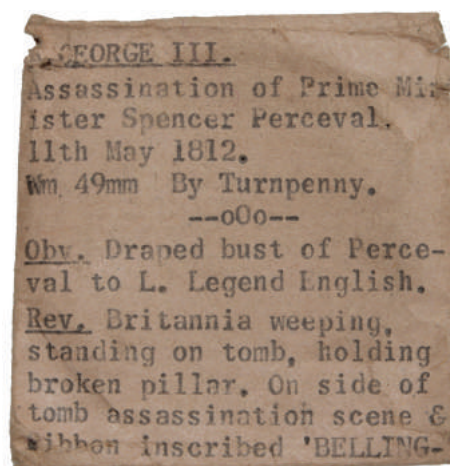 K. GEORGE III.
Assassination of Prime Min-
ister Spencer Perceval.
11th May 1812.
Wm 49mm By Turnpenny.
--oOo--
Obv. Draped bust of Perce-
val to L. Legend English.
Rev. Britannia weeping,
standing on tomb, holding
broken pillar. On side of
tomb assassination scene &
ribbon inscribed 'BELLING-